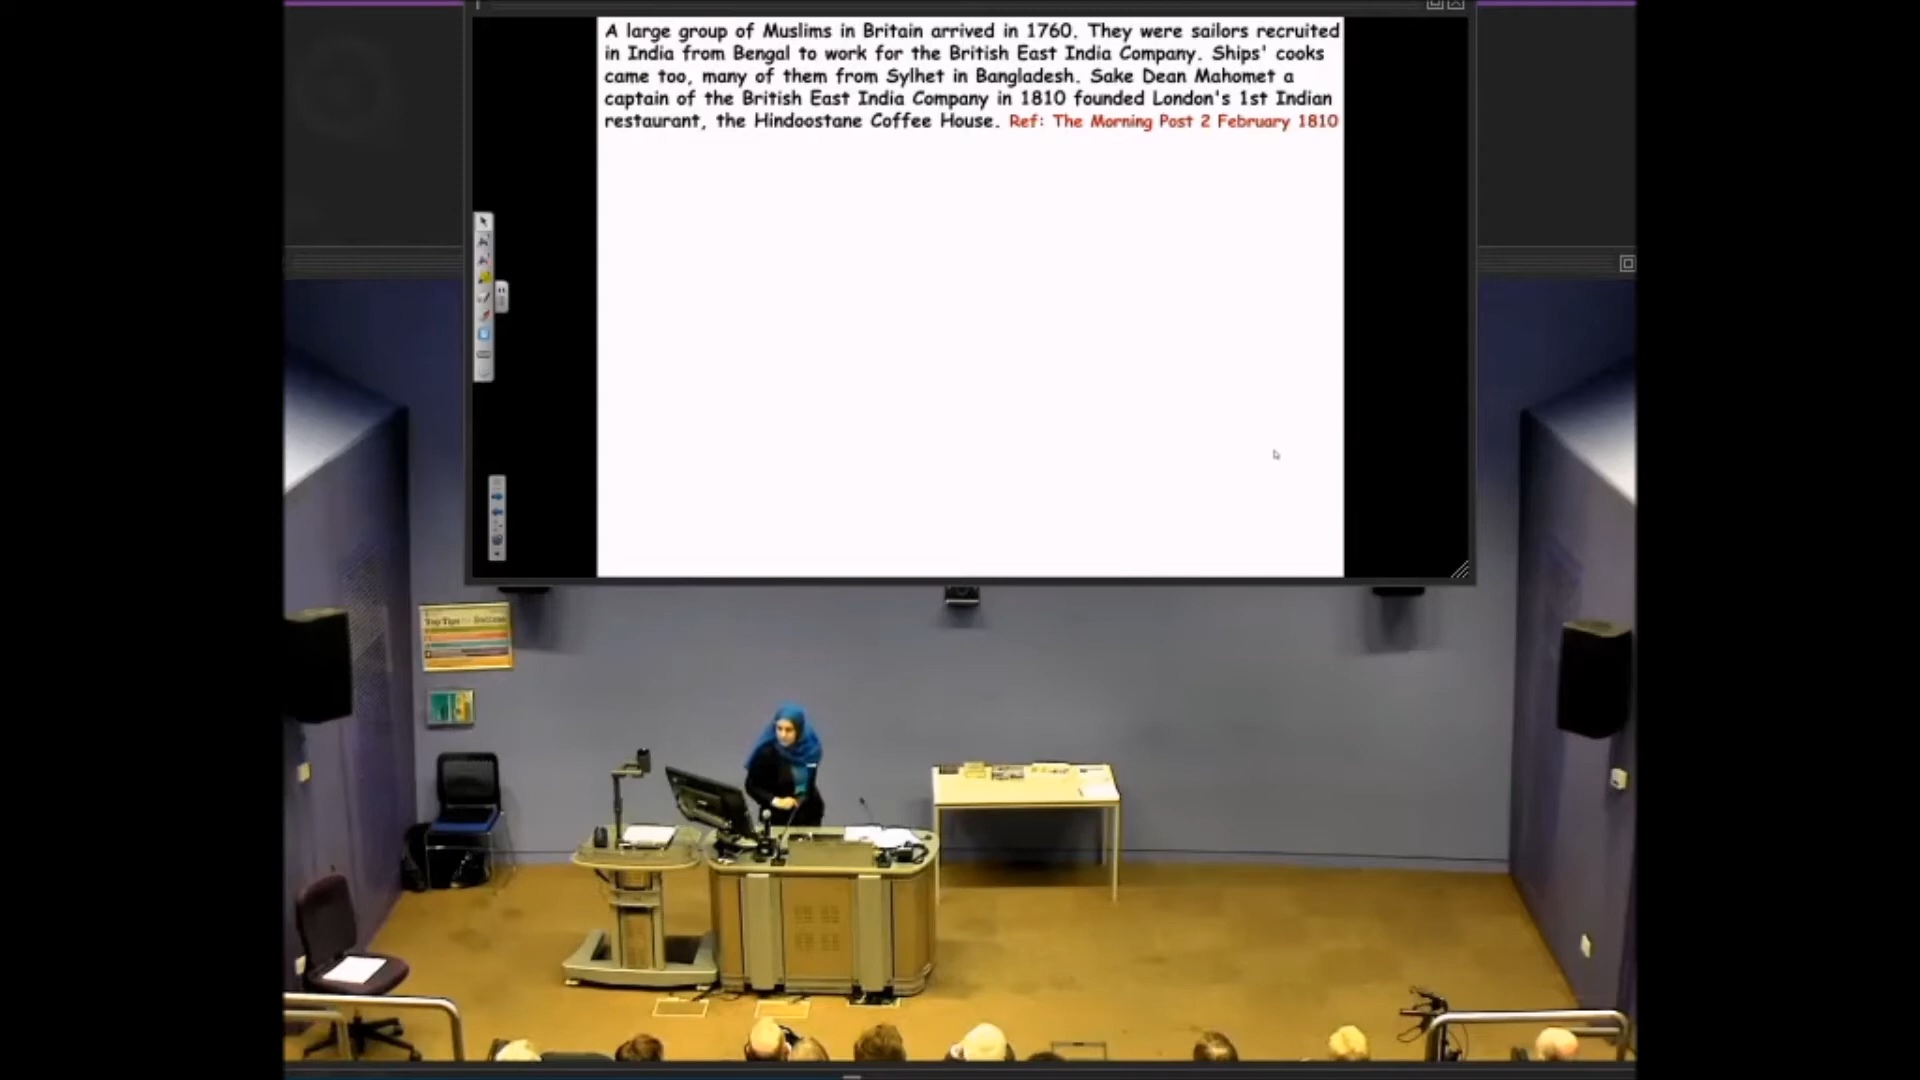 A large group of Muslims in Britain arrived in 1760. They were sailors recruited
in India from Bengal to work for the British East India Company. Ships' cooks
came too, many of them from Sylhet in Bangladesh. Sake Dean Mahomet a
captain of the British East India Company in 1810 founded London's 1st Indian
restaurant, the Hindoostane Coffee House. Ref: The Morning Post 2 February 1810
Top Tips Success